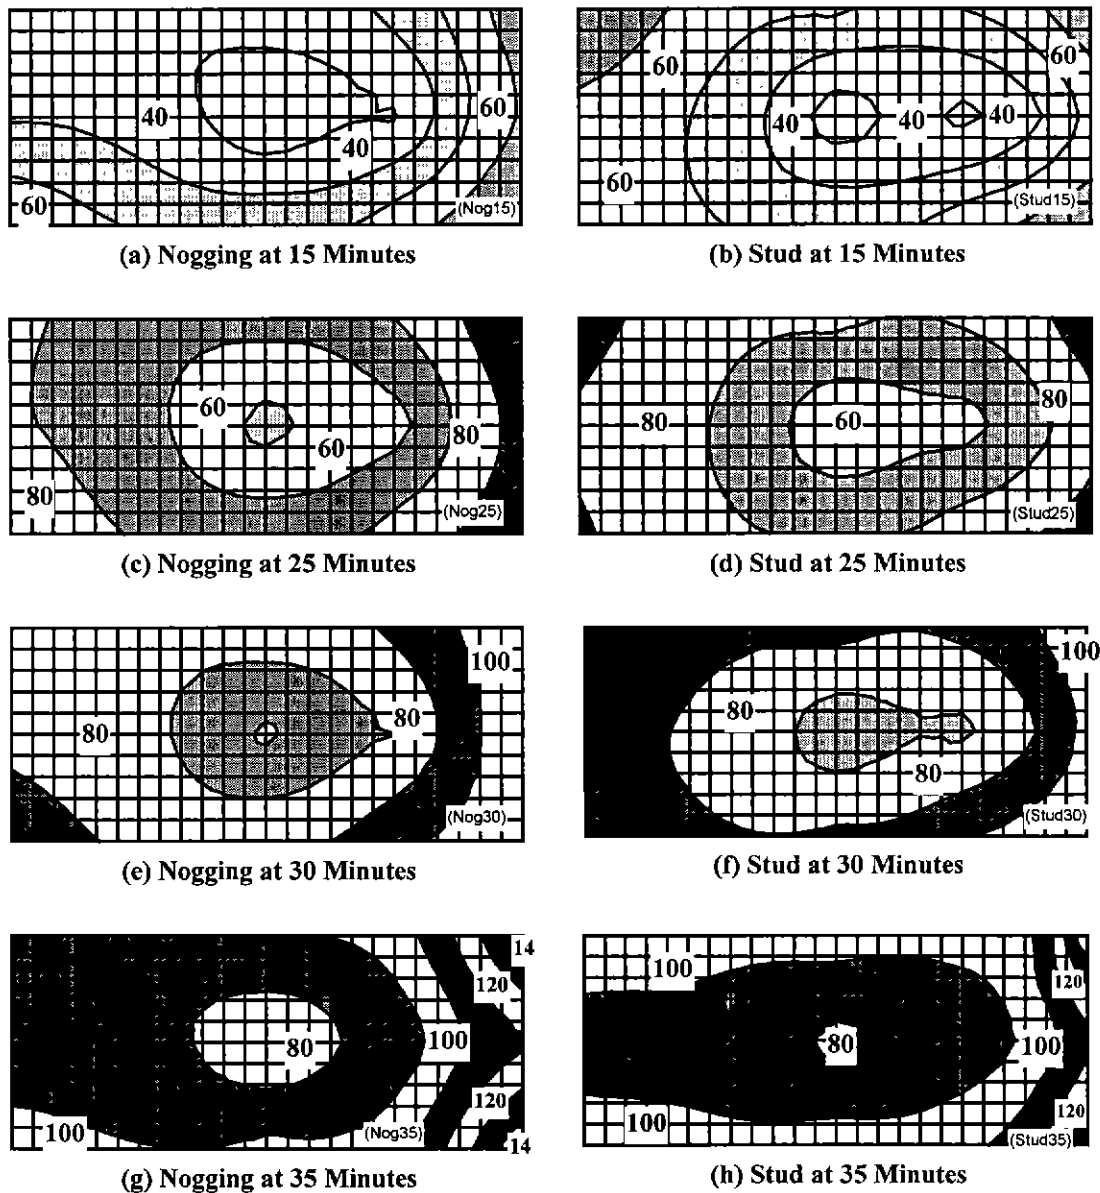 40
60
40
60
(Nog15)
60
60
40
40
40
60
(Stud15)
(a) Nogging at 15 Minutes
(b) Stud at 15 Minutes
60
60
80
80
(Nog25)
80
60
80
(Stud25)
(c) Nogging at 25 Minutes
(d) Stud at 25 Minutes
100
80
80
(Nog30)
100
80
80
(Stud30)
(e) Nogging at 30 Minutes
(f) Stud at 30 Minutes
14
120
100
80
120
100
(Nog35)
14
100
120
80
100
120
100
(Stud35)
(g) Nogging at 35 Minutes
(h) Stud at 35 Minutes